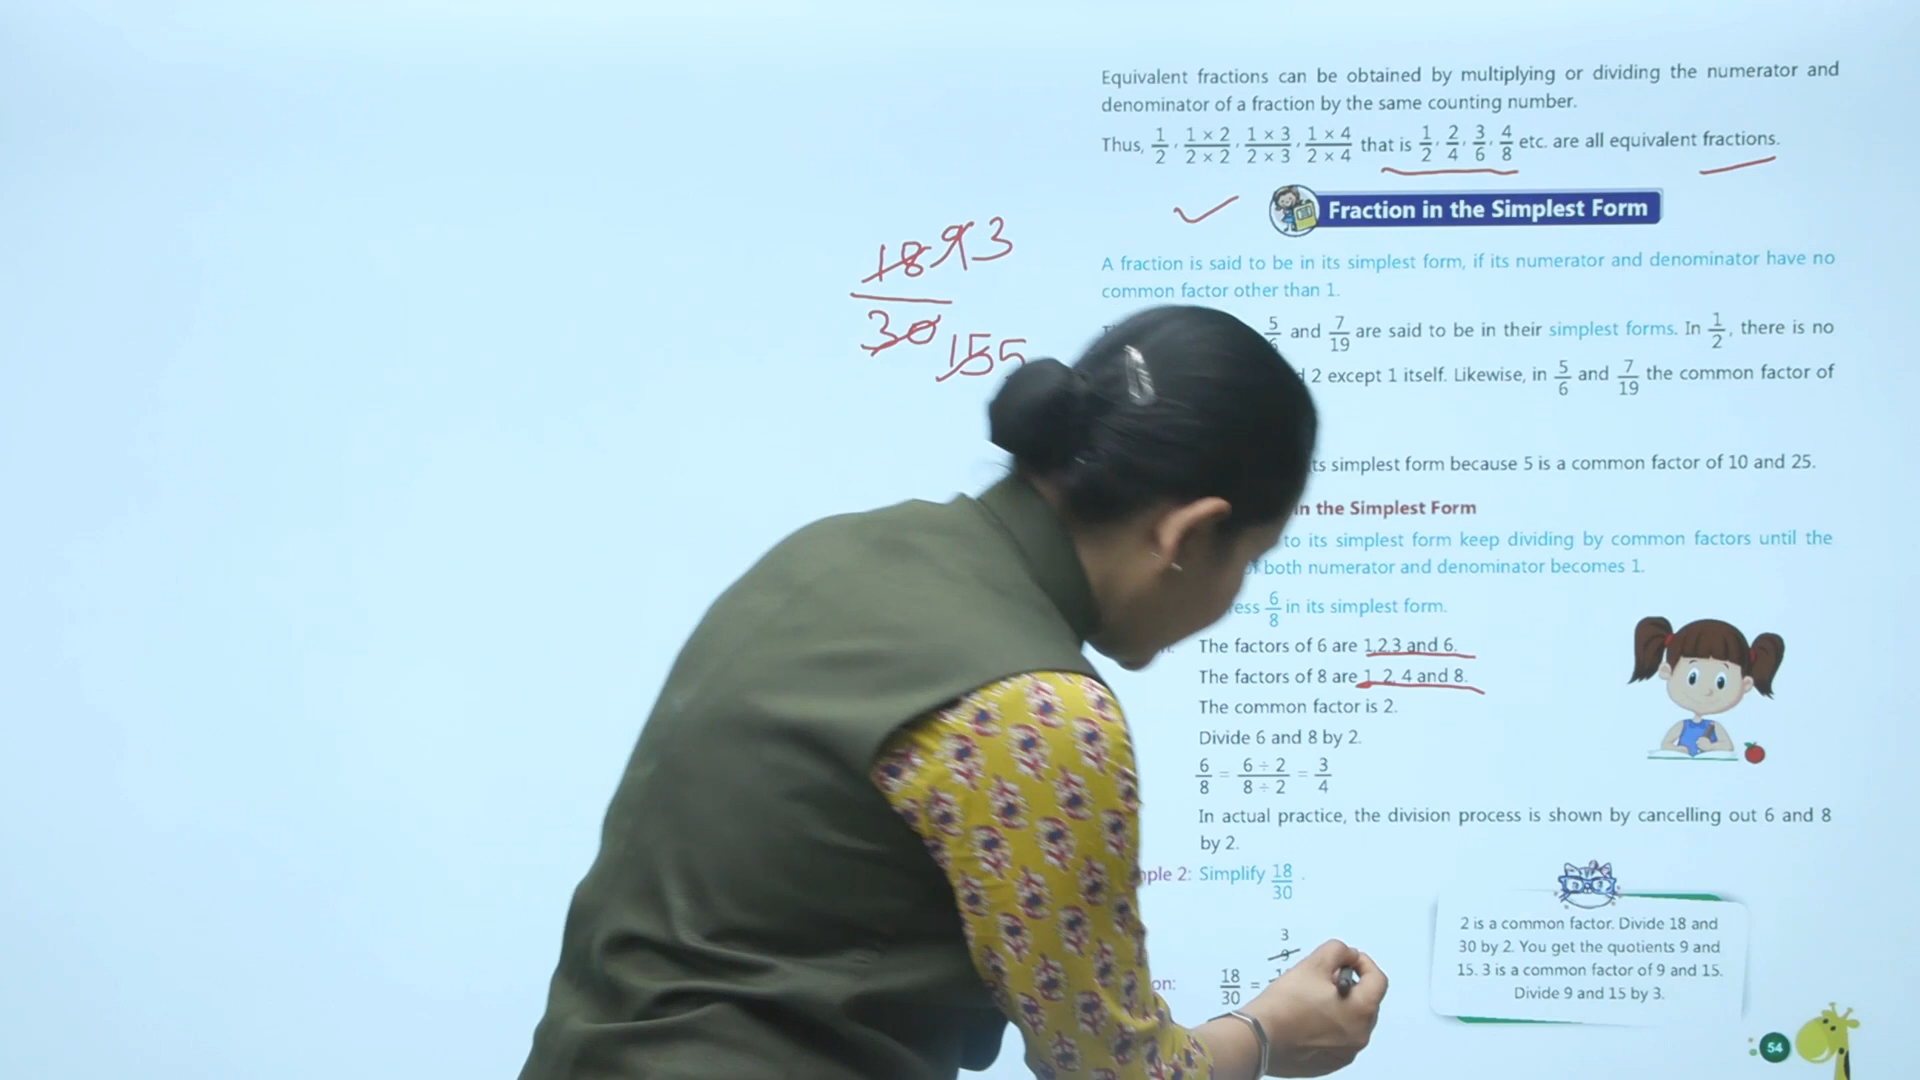 Equivalent fractions can be obtained by multiplying or dividing the numerator and
denominator of a fraction by the same counting number.
Thus, 1/2, 1 × 2/2 × 2, 1 × 3/2 × 3, 1 × 4/2 × 4 that is 1/2, 2/4, 3/6, 4/8 etc. are all equivalent fractions.
Fraction in the Simplest Form
18 9 3
30 15 5
A fraction is said to be in its simplest form, if its numerator and denominator have no
common factor other than 1.
5/6 and 7/19 are said to be in their simplest forms. In 1/2, there is no
2 except 1 itself. Likewise, in 5/6 and 7/19 the common factor of
simplest form because 5 is a common factor of 10 and 25.
in the Simplest Form
to its simplest form keep dividing by common factors until the
both numerator and denominator becomes 1.
6/8 in its simplest form.
The factors of 6 are 1,2,3 and 6.
The factors of 8 are 1, 2, 4 and 8.
The common factor is 2.
Divide 6 and 8 by 2.
6/8 = 6 ÷ 2/8 ÷ 2 = 3/4
In actual practice, the division process is shown by cancelling out 6 and 8
by 2.
2: Simplify 18/30 .
3
9
18/30 =
2 is a common factor. Divide 18 and
30 by 2. You get the quotients 9 and
15. 3 is a common factor of 9 and 15.
Divide 9 and 15 by 3.
54